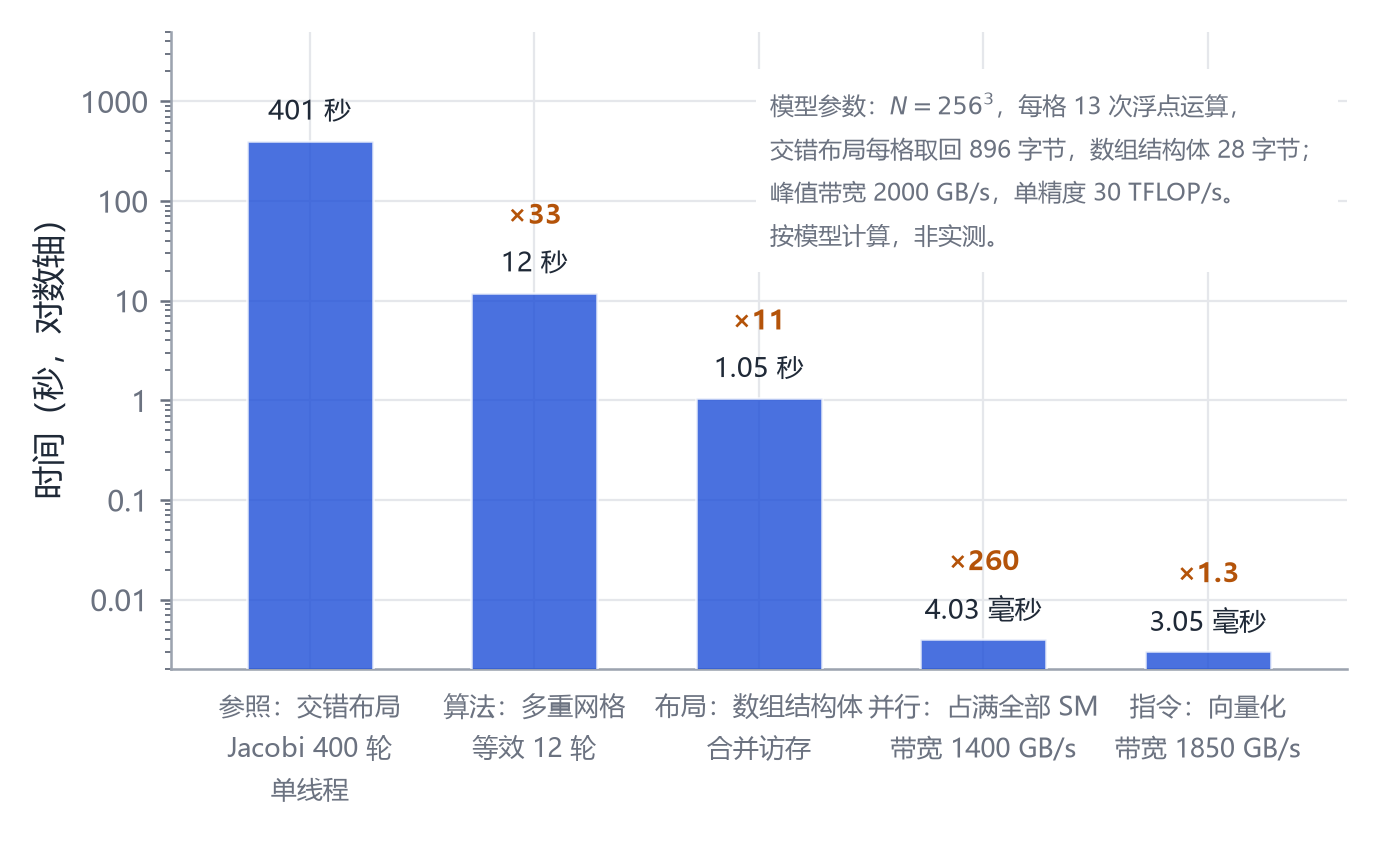 模型参数：N = 256³，每格 13 次浮点运算，
交错布局每格取回 896 字节，数组结构体 28 字节；
峰值带宽 2000 GB/s，单精度 30 TFLOP/s。
按模型计算，非实测。
时间（秒，对数轴）
1000
100
10
1
0.1
0.01
401 秒
×33
12 秒
×11
1.05 秒
×260
4.03 毫秒
×1.3
3.05 毫秒
参照：交错布局
Jacobi 400 轮
单线程
算法：多重网格
等效 12 轮
布局：数组结构体
合并访存
并行：占满全部 SM
带宽 1400 GB/s
指令：向量化
带宽 1850 GB/s